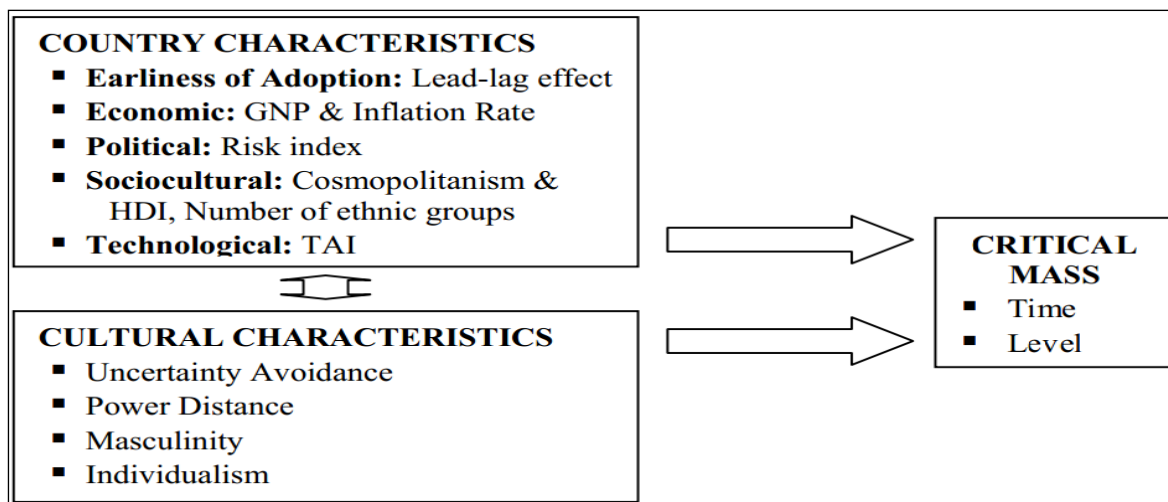 COUNTRY CHARACTERISTICS
▪ Earliness of Adoption: Lead-lag effect
▪ Economic: GNP & Inflation Rate
▪ Political: Risk index
▪ Sociocultural: Cosmopolitanism &
HDI, Number of ethnic groups
▪ Technological: TAI
CULTURAL CHARACTERISTICS
▪ Uncertainty Avoidance
▪ Power Distance
▪ Masculinity
▪ Individualism
CRITICAL
MASS
▪ Time
▪ Level